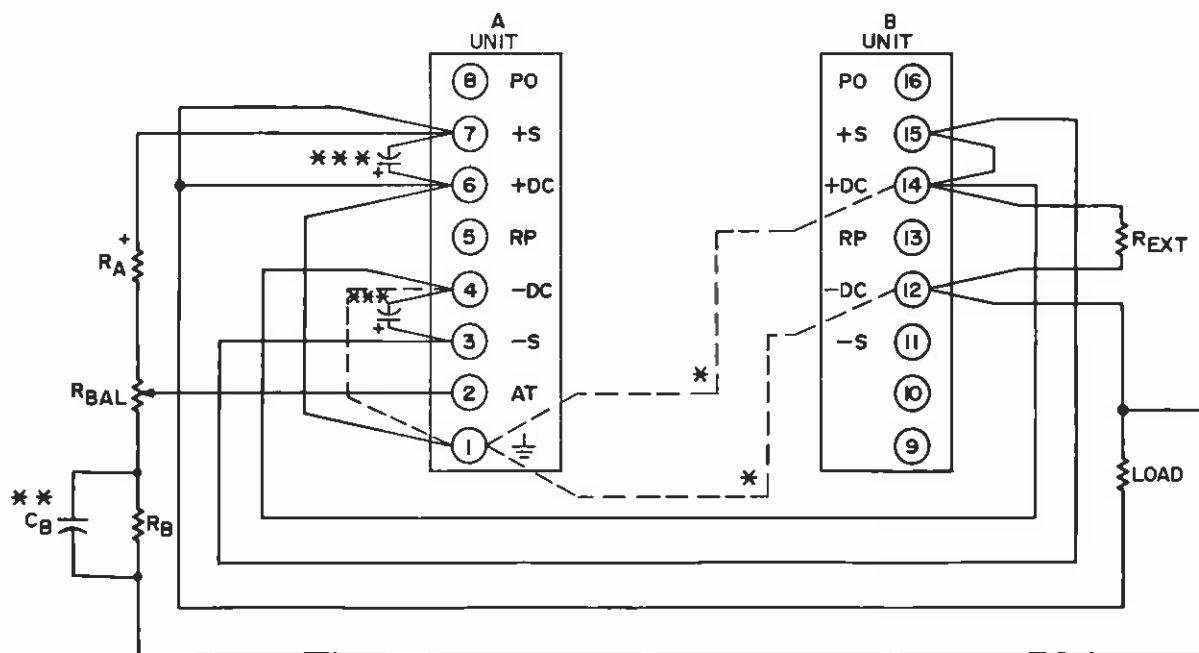 A
UNIT
B
UNIT
8 PO
7 +S
***
+
6 +DC
5 RP
4 -DC
***
+
3 -S
2 AT
1
PO 16
+S 15
+DC 14
RP 13
-DC 12
-S 11
10
9
+
RA
RBAL
**
CB
RB
*
*
REXT
LOAD